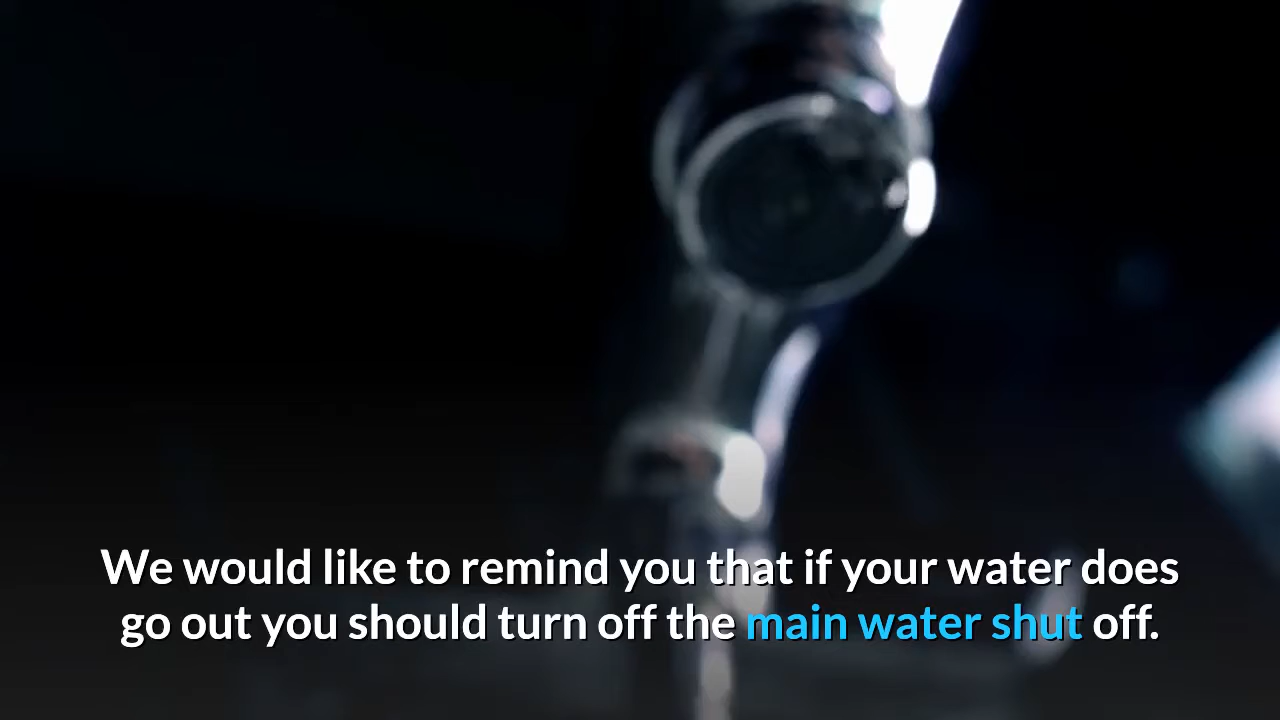 We would like to remind you that if your water does
go out you should turn off the main water shut off.